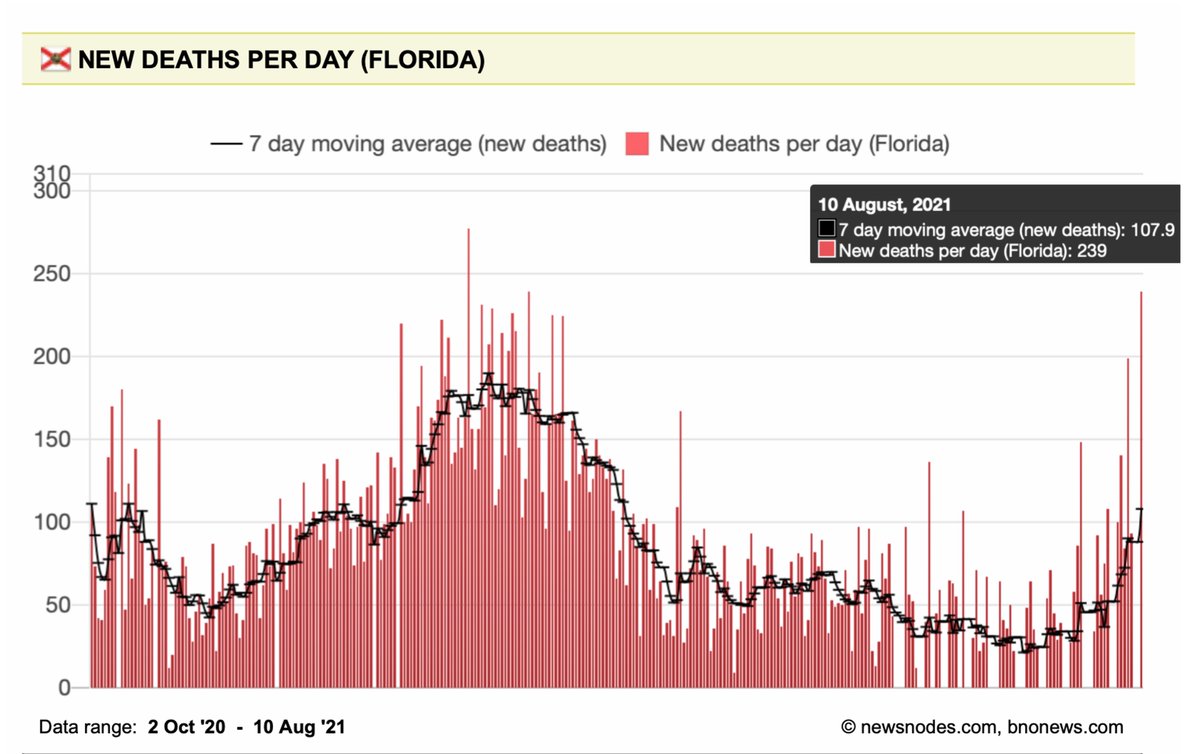 NEW DEATHS PER DAY (FLORIDA)
7 day moving average (new deaths)
New deaths per day (Florida)
310
300
10 August, 2021
7 day moving average (new deaths): 107.9
New deaths per day (Florida): 239
250
200
150
100
50
0
Data range: 2 Oct '20 - 10 Aug '21
© newsnodes.com, bnonews.com